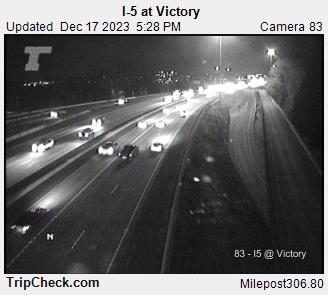 I-5 at Victory
Updated  Dec 17 2023  5:28 PM
Camera 83
T
N
83 - I5 @ Victory
TripCheck.com
Milepost306.80